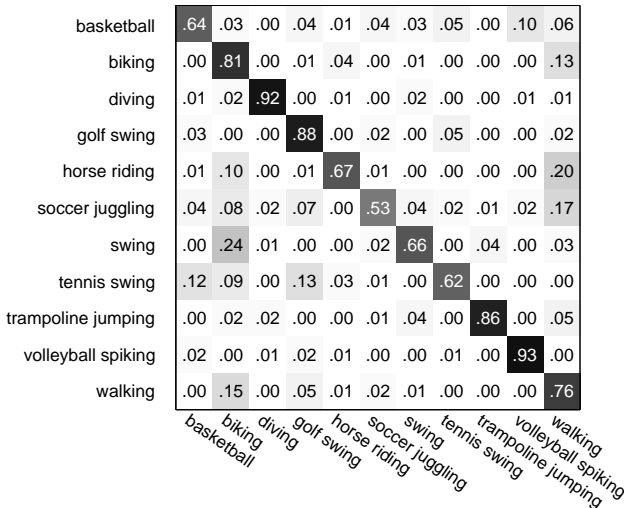 basketball .64 .03 .00 .04 .01 .04 .03 .05 .00 .10 .06
biking .00 .81 .00 .01 .04 .00 .01 .00 .00 .00 .13
diving .01 .02 .92 .00 .01 .00 .02 .00 .00 .01 .01
golf swing .03 .00 .00 .88 .00 .02 .00 .05 .00 .00 .02
horse riding .01 .10 .00 .01 .67 .01 .00 .00 .00 .00 .20
soccer juggling .04 .08 .02 .07 .00 .53 .04 .02 .01 .02 .17
swing .00 .24 .01 .00 .00 .02 .66 .00 .04 .00 .03
tennis swing .12 .09 .00 .13 .03 .01 .00 .62 .00 .00 .00
trampoline jumping .00 .02 .02 .00 .00 .01 .04 .00 .86 .00 .05
volleyball spiking .02 .00 .01 .02 .01 .00 .00 .01 .00 .93 .00
walking .00 .15 .00 .05 .01 .02 .01 .00 .00 .00 .76
basketball
biking
diving
golf swing
horse riding
soccer juggling
swing
tennis swing
trampoline jumping
volleyball spiking
walking